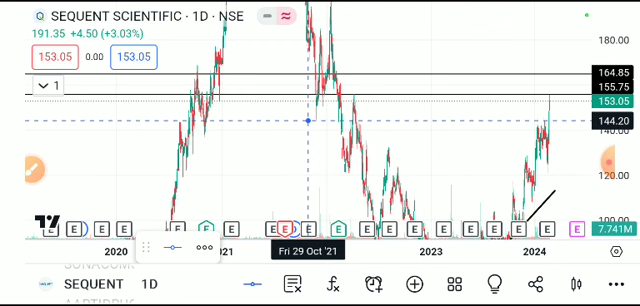 SEQUENT SCIENTIFIC · 1D · NSE
191.35 +4.50 (+3.03%)
153.05 0.00 153.05
1
180.00
164.85
155.75
153.05
144.20
140.00
120.00
100.00
E E E E E E E E E E E E E E E E E E E E E
7.741M
2020 Fri 29 Oct '21 2023 2024
SEQUENT 1D